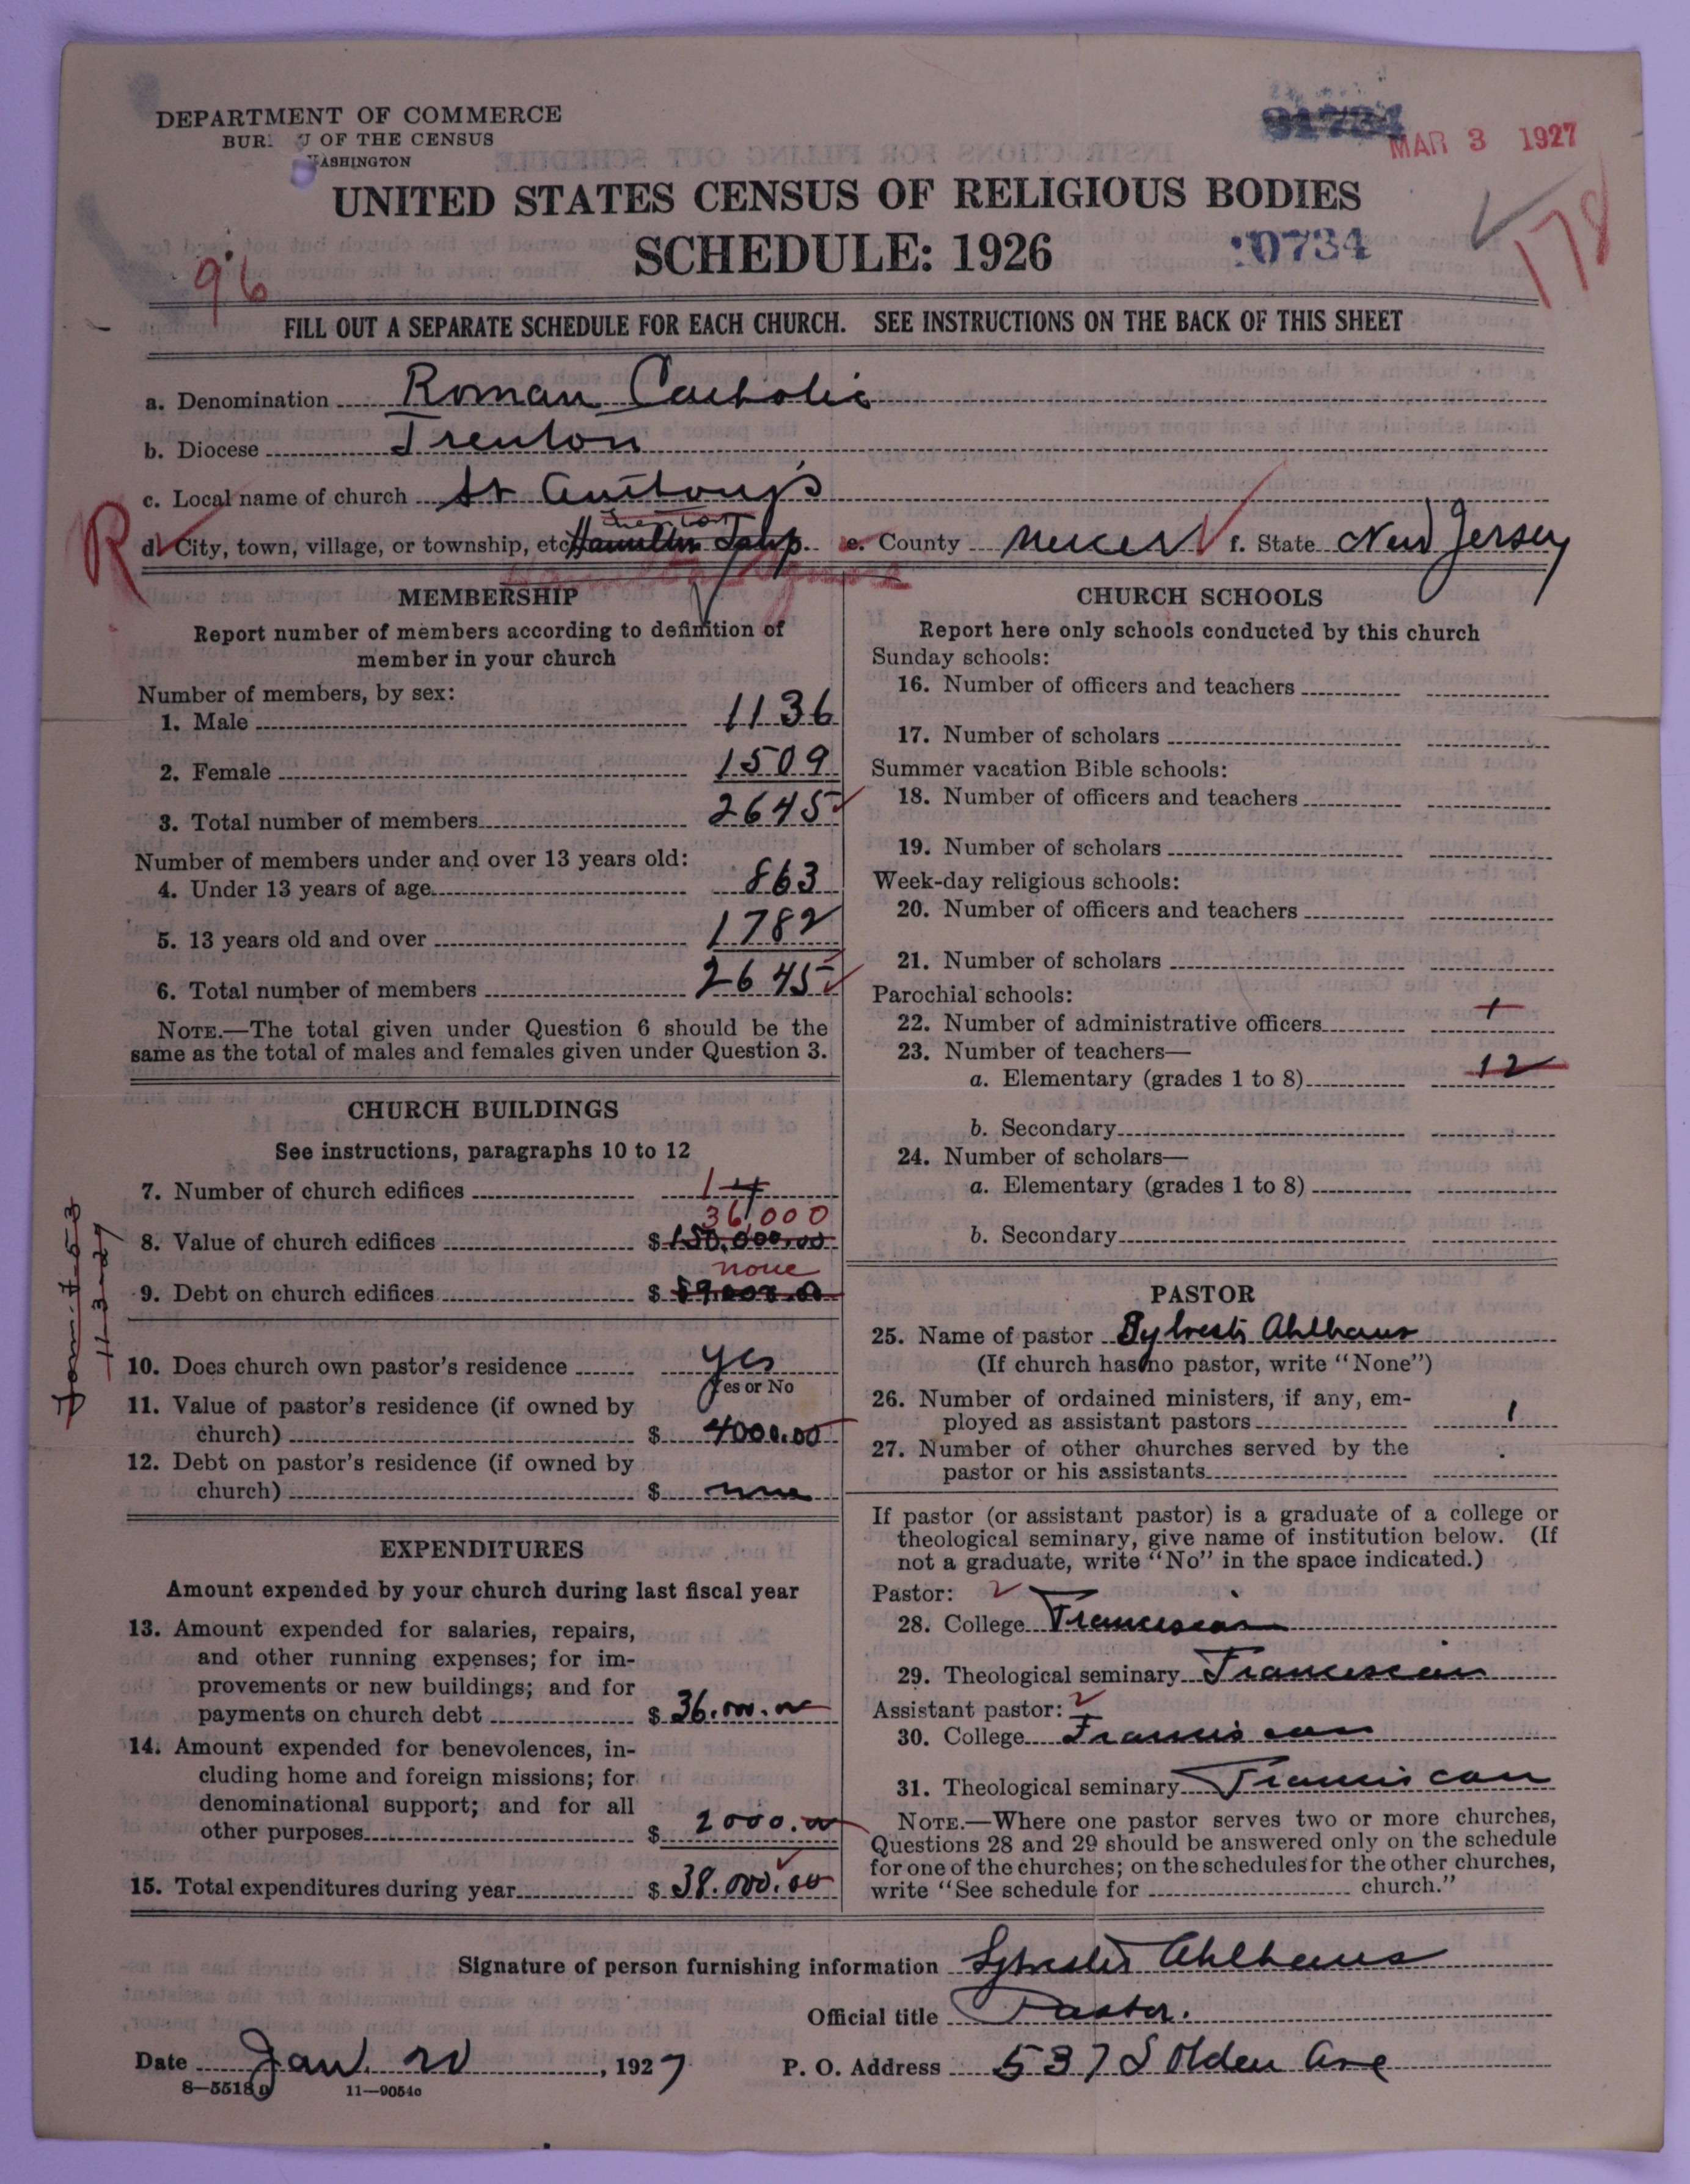 DEPARTMENT OF COMMERCE
BUR U OF THE CENSUS
WASHINGTON
MAR 3 1927
UNITED STATES CENSUS OF RELIGIOUS BODIES
SCHEDULE: 1926
0734
178
96
FILL OUT A SEPARATE SCHEDULE FOR EACH CHURCH. SEE INSTRUCTIONS ON THE BACK OF THIS SHEET
a. Denomination Roman Catholic
b. Diocese Trenton
c. Local name of church St Anthony's
Trenton
R d. City, town, village, or township, etc. Hamilton Twp. e. County Mercer f. State New Jersey
MEMBERSHIP
Report number of members according to definition of
member in your church
Number of members, by sex:
1. Male 1136
2. Female 1509
3. Total number of members 2645
Number of members under and over 13 years old:
4. Under 13 years of age 863
5. 13 years old and over 1782
6. Total number of members 2645
NOTE.—The total given under Question 6 should be the
same as the total of males and females given under Question 3.
CHURCH BUILDINGS
See instructions, paragraphs 10 to 12
7. Number of church edifices 1 4
36,000
8. Value of church edifices $150,000.00
none
9. Debt on church edifices $
10. Does church own pastor's residence yes
Yes or No
11. Value of pastor's residence (if owned by
church) $ 4000.00
12. Debt on pastor's residence (if owned by
church) $ none
Form 53
11-3-27
EXPENDITURES
Amount expended by your church during last fiscal year
13. Amount expended for salaries, repairs,
and other running expenses; for im-
provements or new buildings; and for
payments on church debt $ 36.000.00
14. Amount expended for benevolences, in-
cluding home and foreign missions; for
denominational support; and for all
other purposes $ 2000.00
15. Total expenditures during year $ 38.000.00
CHURCH SCHOOLS
Report here only schools conducted by this church
Sunday schools:
16. Number of officers and teachers
17. Number of scholars
Summer vacation Bible schools:
18. Number of officers and teachers
19. Number of scholars
Week-day religious schools:
20. Number of officers and teachers
21. Number of scholars
Parochial schools:
22. Number of administrative officers 1
23. Number of teachers—
a. Elementary (grades 1 to 8) 12
b. Secondary
24. Number of scholars—
a. Elementary (grades 1 to 8)
b. Secondary
PASTOR
25. Name of pastor Sylvester Ahlhaus
(If church has no pastor, write "None")
26. Number of ordained ministers, if any, em-
ployed as assistant pastors 1
27. Number of other churches served by the
pastor or his assistants
If pastor (or assistant pastor) is a graduate of a college or
theological seminary, give name of institution below. (If
not a graduate, write "No" in the space indicated.)
Pastor: 2
28. College Franciscan
29. Theological seminary Franciscan
Assistant pastor: 2
30. College Franciscan
31. Theological seminary Franciscan
NOTE.—Where one pastor serves two or more churches,
Questions 28 and 29 should be answered only on the schedule
for one of the churches; on the schedules for the other churches,
write "See schedule for church."
Signature of person furnishing information Sylvester Ahlhaus
Official title Pastor.
Date Jan. 20, 1927 P. O. Address 537 S Olden Ave
8—5518 a 11—9054c